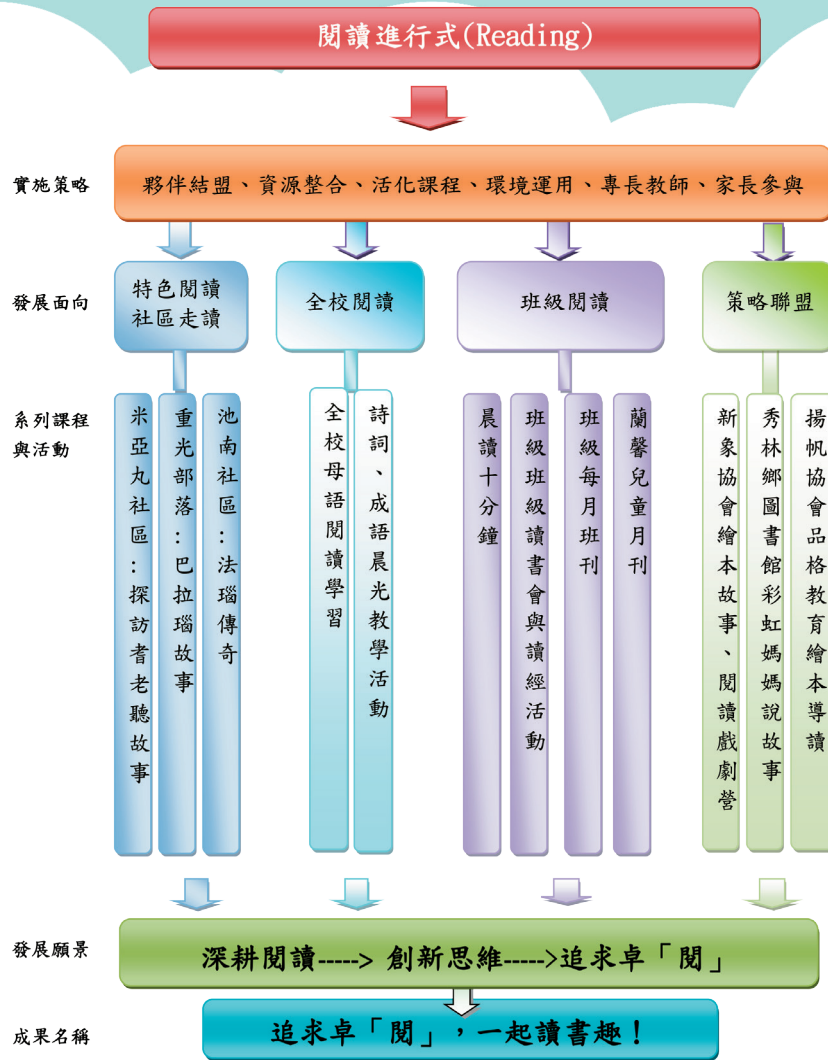 閱讀進行式(Reading)
實施策略
夥伴結盟、資源整合、活化課程、環境運用、專長教師、家長參與
發展面向
特色閱讀
社區走讀
全校閱讀
班級閱讀
策略聯盟
系列課程
與活動
米亞丸社區：探訪耆老聽故事
重光部落：巴拉瑙故事
池南社區：法瑙傳奇
全校母語閱讀學習
詩詞、成語晨光教學活動
晨讀十分鐘
班級班級讀書會與讀經活動
班級每月班刊
蘭馨兒童月刊
新象協會繪本故事、閱讀戲劇營
秀林鄉圖書館彩虹媽媽說故事
揚帆協會品格教育繪本導讀
發展願景
深耕閱讀-----> 創新思維----->追求卓「閱」
成果名稱
追求卓「閱」，一起讀書趣！